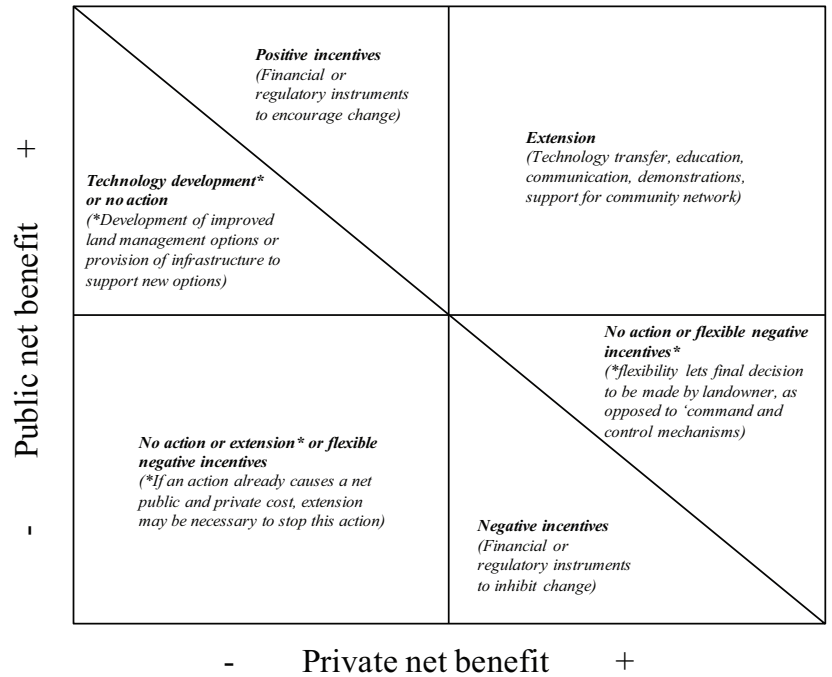 Positive incentives
(Financial or
regulatory instruments
to encourage change)
Extension
(Technology transfer, education,
communication, demonstrations,
support for community network)
Technology development*
or no action
(*Development of improved
land management options or
provision of infrastructure to
support new options)
No action or flexible negative
incentives*
(*flexibility lets final decision
to be made by landowner, as
opposed to ‘command and
control mechanisms)
No action or extension* or flexible
negative incentives
(*If an action already causes a net
public and private cost, extension
may be necessary to stop this action)
Negative incentives
(Financial or
regulatory instruments
to inhibit change)
- Public net benefit +
- Private net benefit +